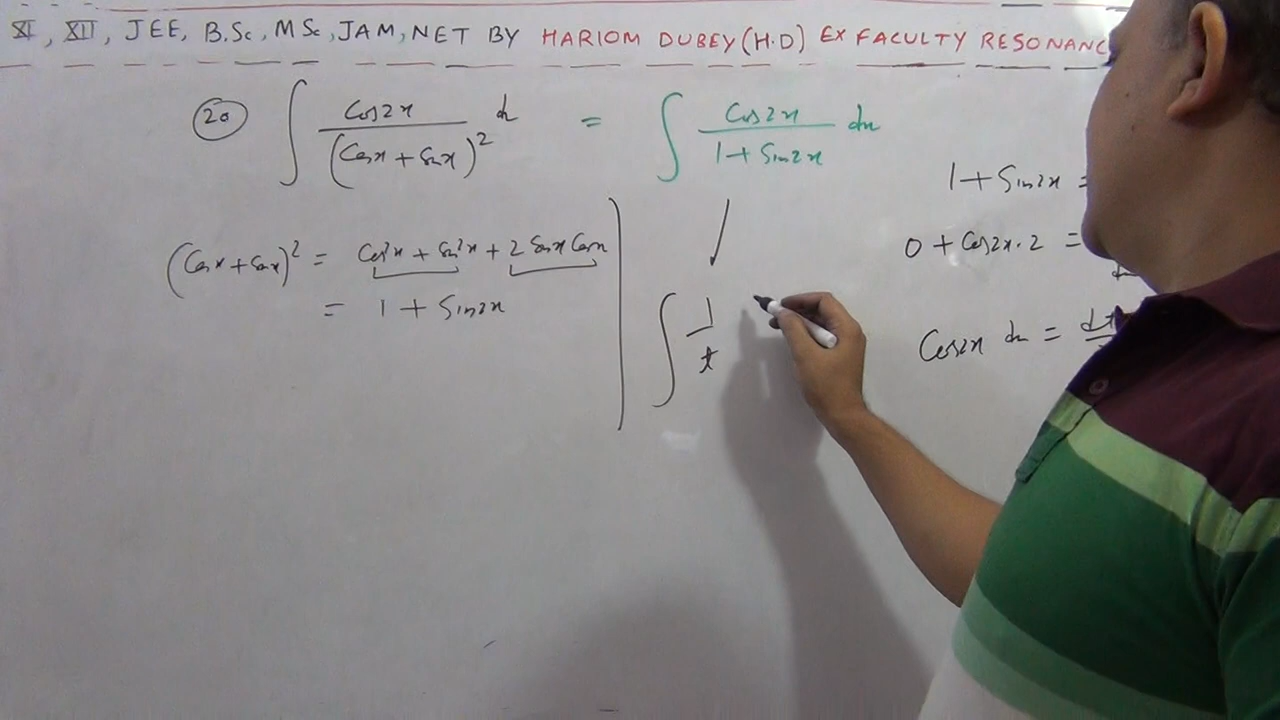 XI, XII, JEE, B.Sc, MSc, JAM, NET BY HARIOM DUBEY(H.D) Ex FACULTY RESONANC
20 ∫ Cos2x / (Cosx + Sinx)² dx = ∫ Cos2x / 1 + Sin2x dx
(Cosx + Sinx)² = Cos²x + Sin²x + 2 Sinx Cosx
= 1 + Sin2x
∫ 1/t
1 + Sin2x =
0 + Cos2x . 2 =
Cos2x dx = dt